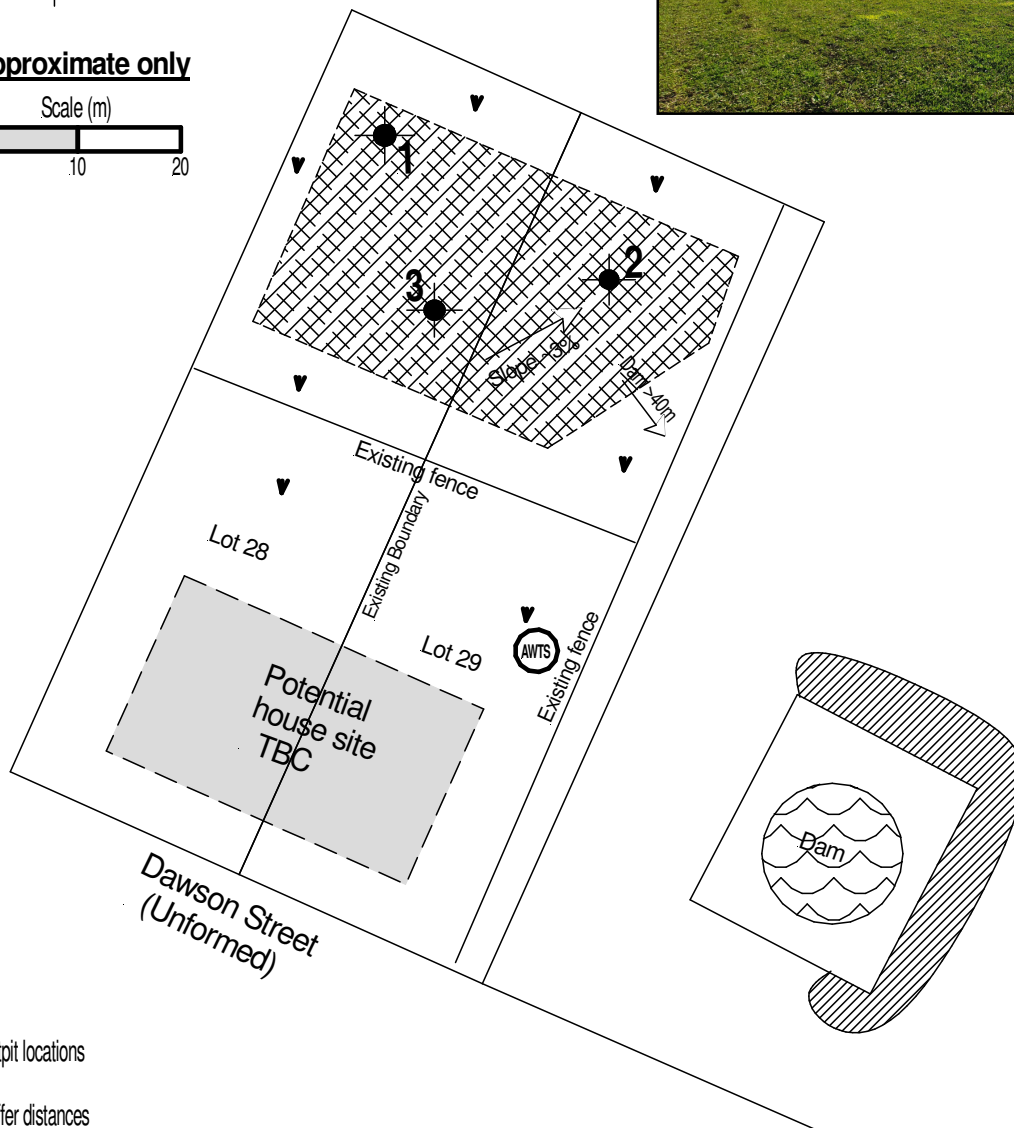 pproximate only
Scale (m)
10
20
1
2
3
Slope ~3%
Dam >40m
Existing fence
Existing Boundary
Lot 28
Lot 29
AWTS
Existing fence
Potential
house site
TBC
Dam
Dawson Street
(Unformed)
pit locations
ffer distances